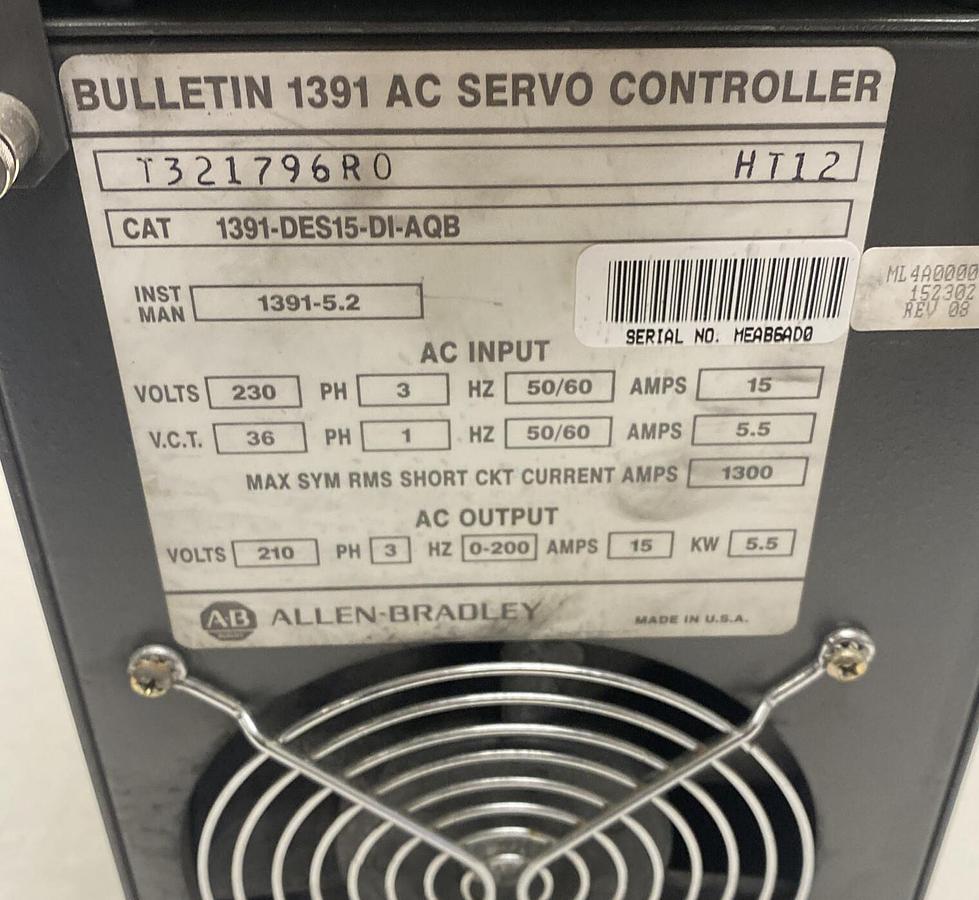 BULLETIN 1391 AC SERVO CONTROLLER
T321796R0 HT12
CAT 1391-DES15-DI-AQB
ML4A0000
152302
REV 08
INST MAN 1391-5.2
SERIAL NO. MEAB6AD0
AC INPUT
VOLTS 230 PH 3 HZ 50/60 AMPS 15
V.C.T. 36 PH 1 HZ 50/60 AMPS 5.5
MAX SYM RMS SHORT CKT CURRENT AMPS 1300
AC OUTPUT
VOLTS 210 PH 3 HZ 0-200 AMPS 15 KW 5.5
AB ALLEN-BRADLEY MADE IN U.S.A.